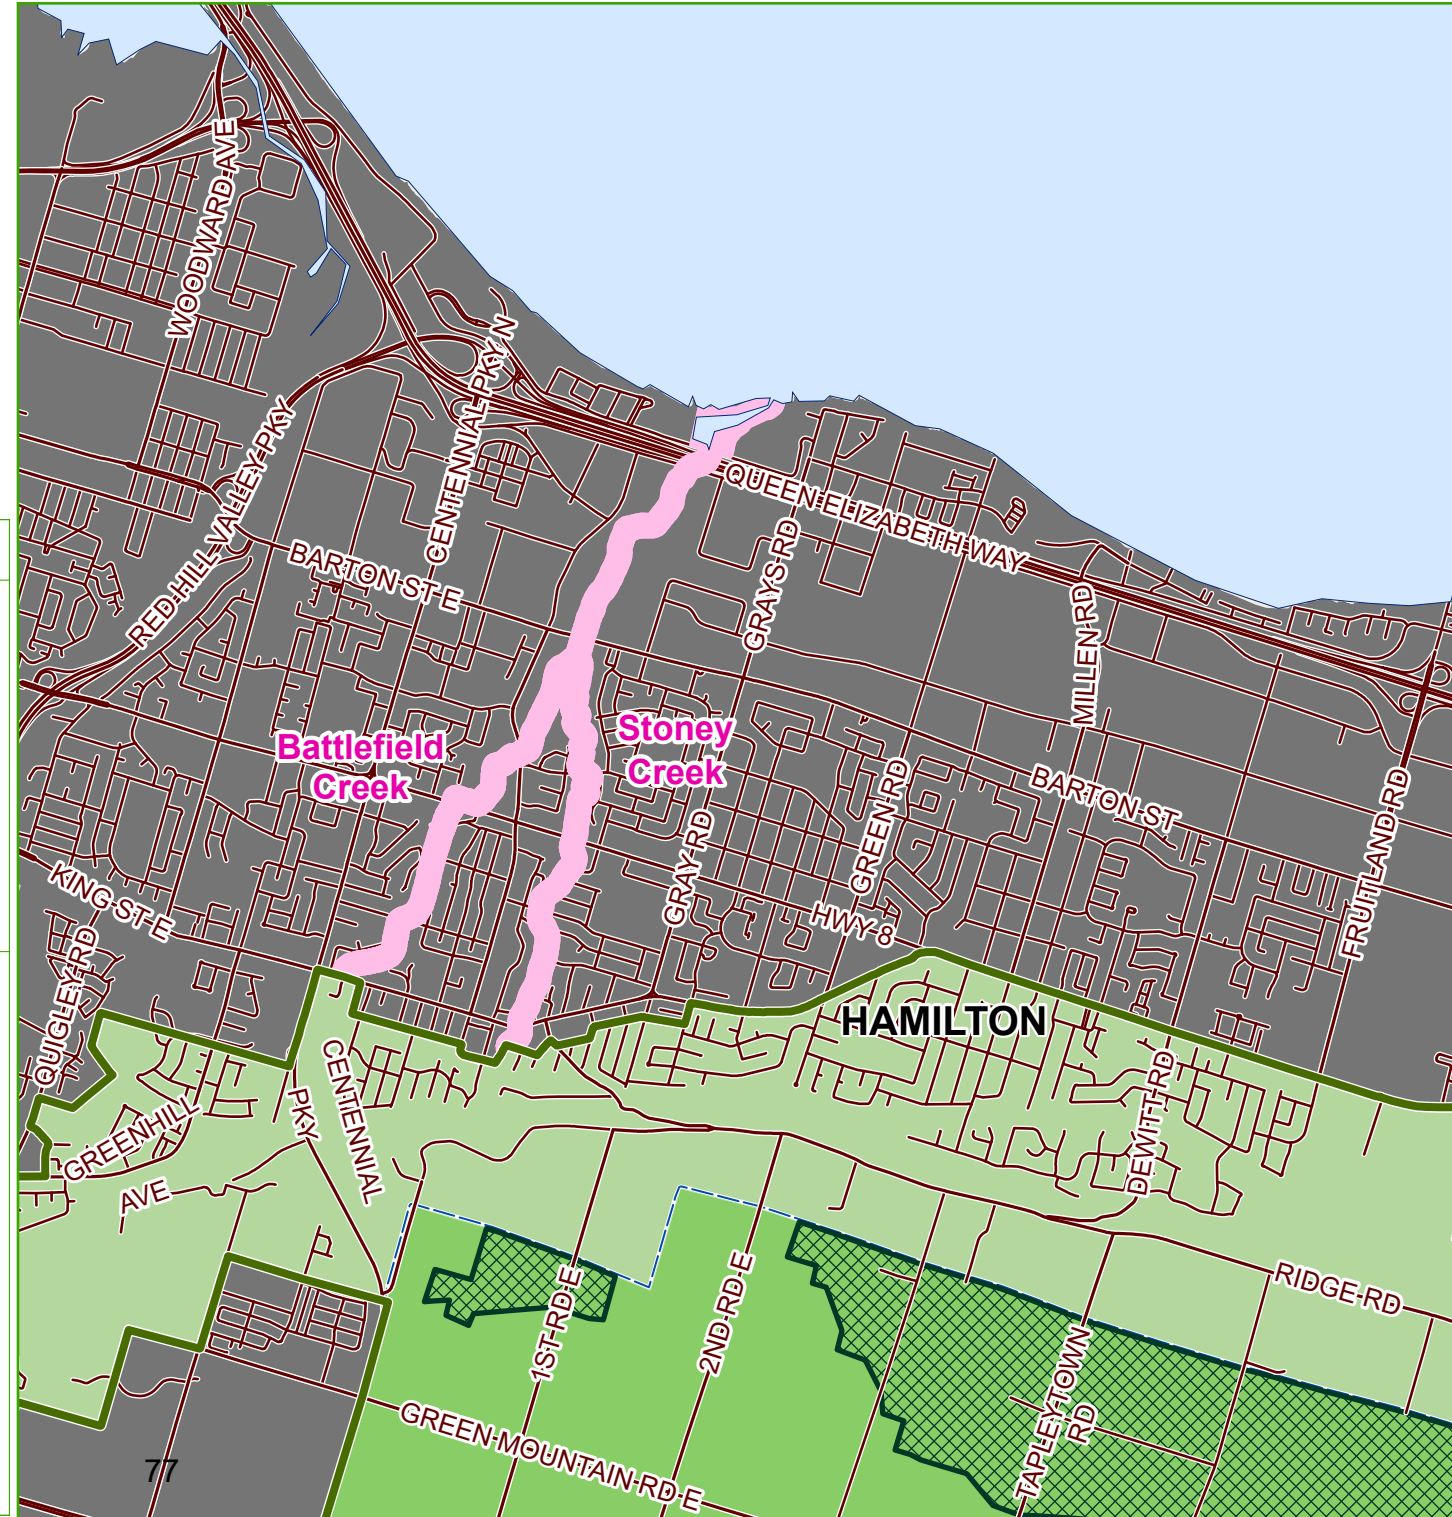 WOODWARD AVE
CENTENNIAL PKY N
RED HILL VALLEY PKY
QUEEN ELIZABETH WAY
BARTON ST E
GRAYS RD
MILLEN RD
Battlefield
Creek
Stoney
Creek
BARTON ST
GREEN RD
FRUITLAND RD
GRAY RD
KING ST E
HWY 8
QUIGLEY RD
HAMILTON
CENTENNIAL
PKY
GREENHILL
AVE
DEWITT RD
RIDGE RD
1ST RD E
2ND RD E
TAPLEYTOWN
RD
GREEN MOUNTAIN RD E
77